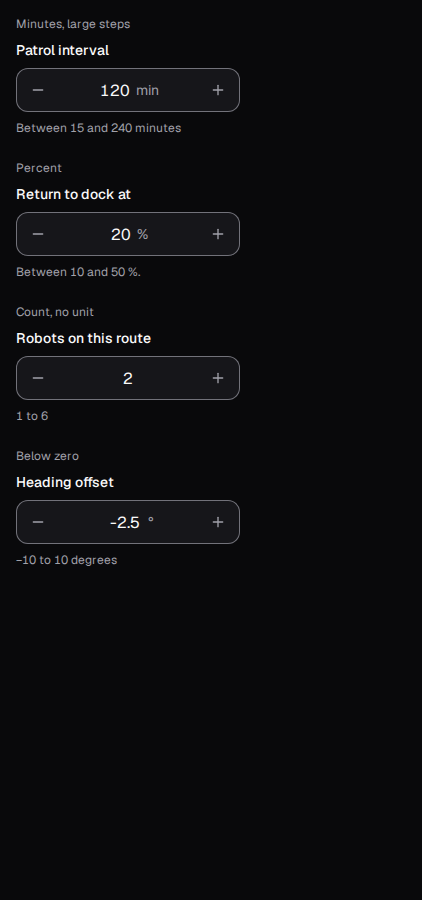 Minutes, large steps
Patrol interval
− 120 min +
Between 15 and 240 minutes
Percent
Return to dock at
− 20 % +
Between 10 and 50 %.
Count, no unit
Robots on this route
− 2 +
1 to 6
Below zero
Heading offset
− -2.5 ° +
−10 to 10 degrees